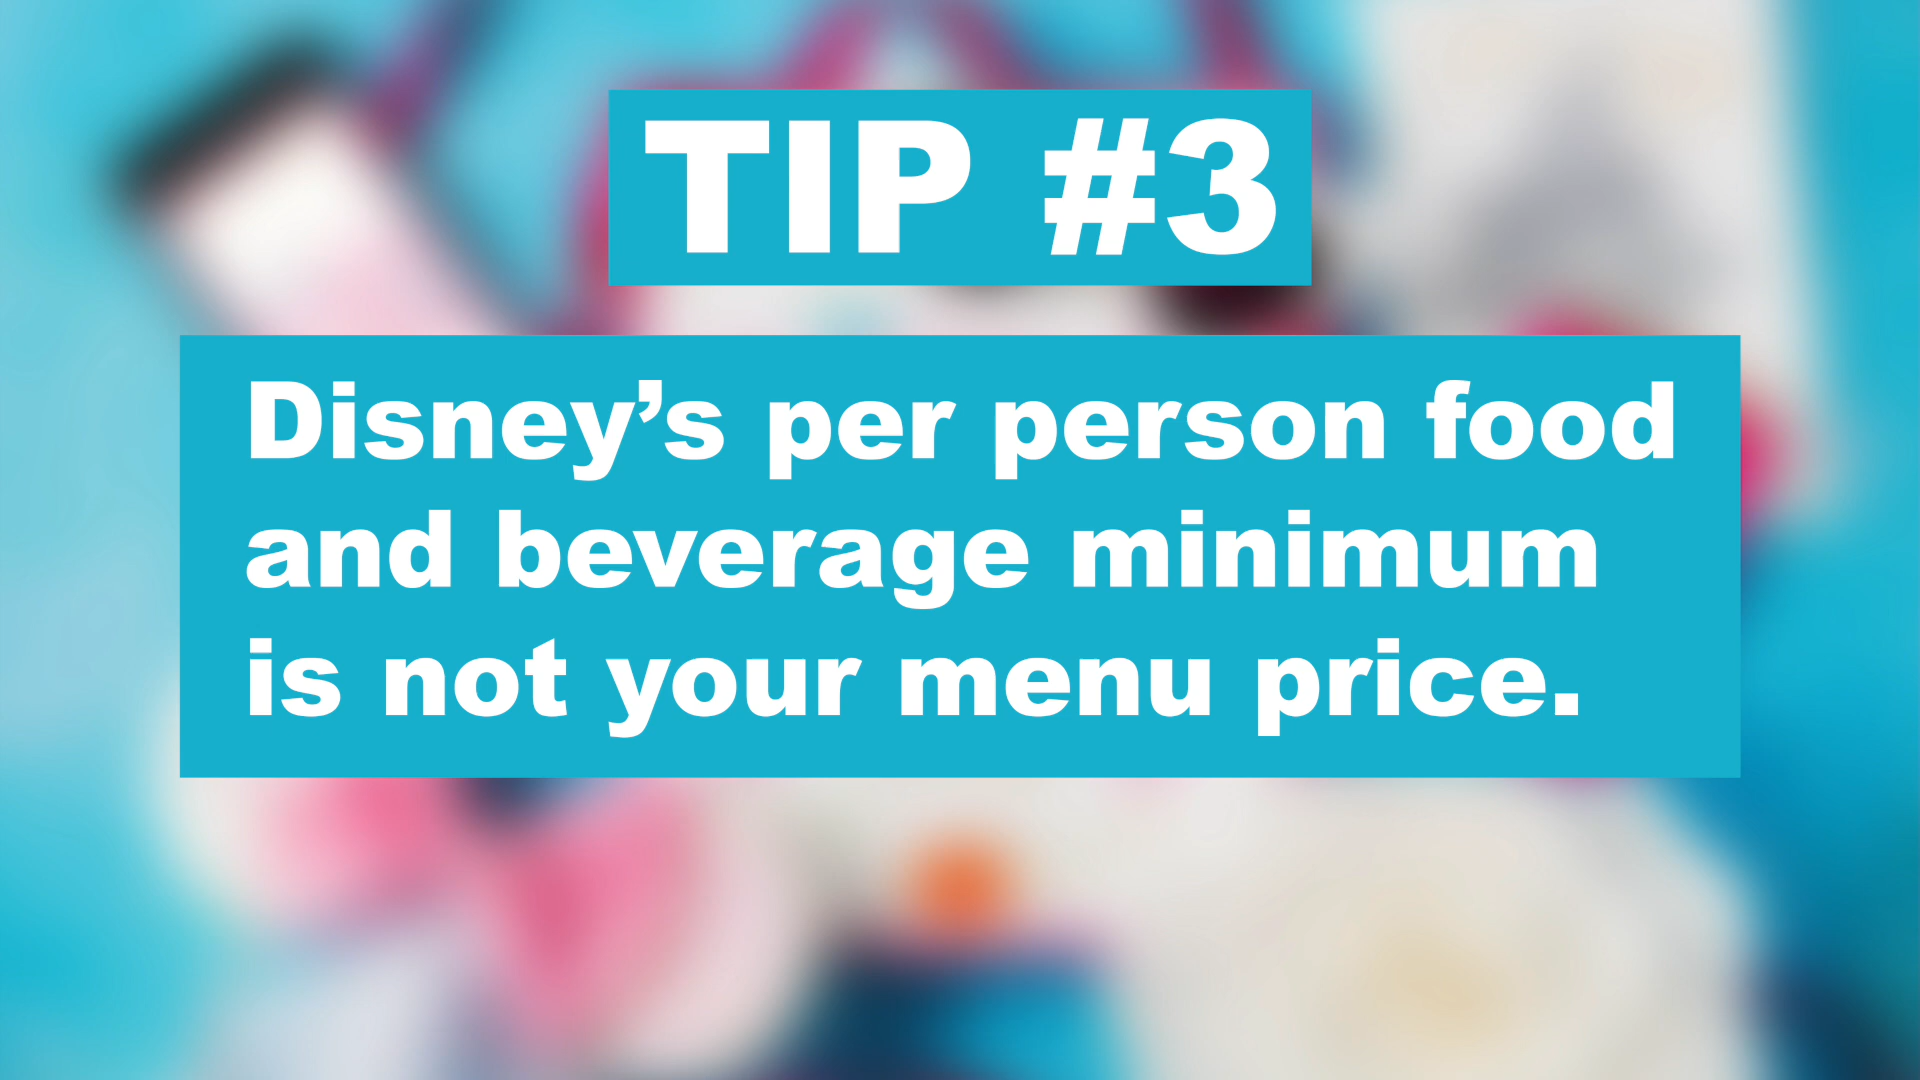 TIP #3
Disney’s per person food
and beverage minimum
is not your menu price.